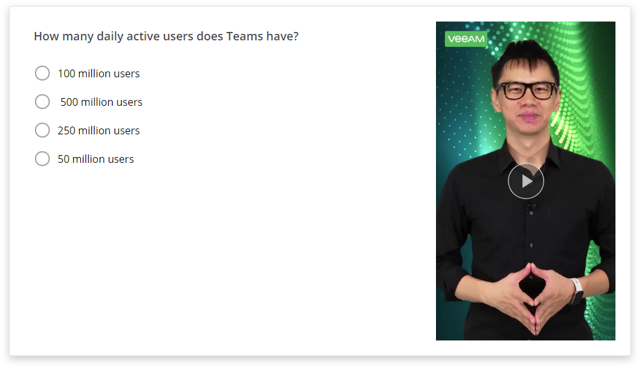 How many daily active users does Teams have?
veeAM
100 million users
500 million users
250 million users
50 million users